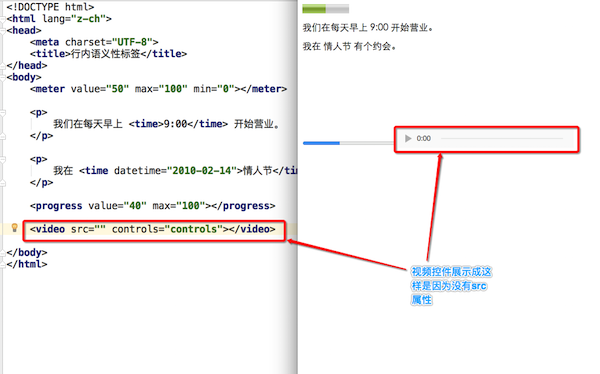 <!DOCTYPE html>
<html lang="z-ch">
<head>
<meta charset="UTF-8">
<title>行内语义性标签</title>
</head>
<body>
<meter value="50" max="100" min="0"></meter>
<p>
我们在每天早上 <time>9:00</time> 开始营业。
</p>
<p>
我在 <time datetime="2010-02-14">情人节</ti
</p>
<progress value="40" max="100"></progress>
<video src="" controls="controls"></video>
</body>
</html>
我们在每天早上 9:00 开始营业。
我在 情人节 有个约会。
0:00
视频控件展示成这
样是因为没有src
属性